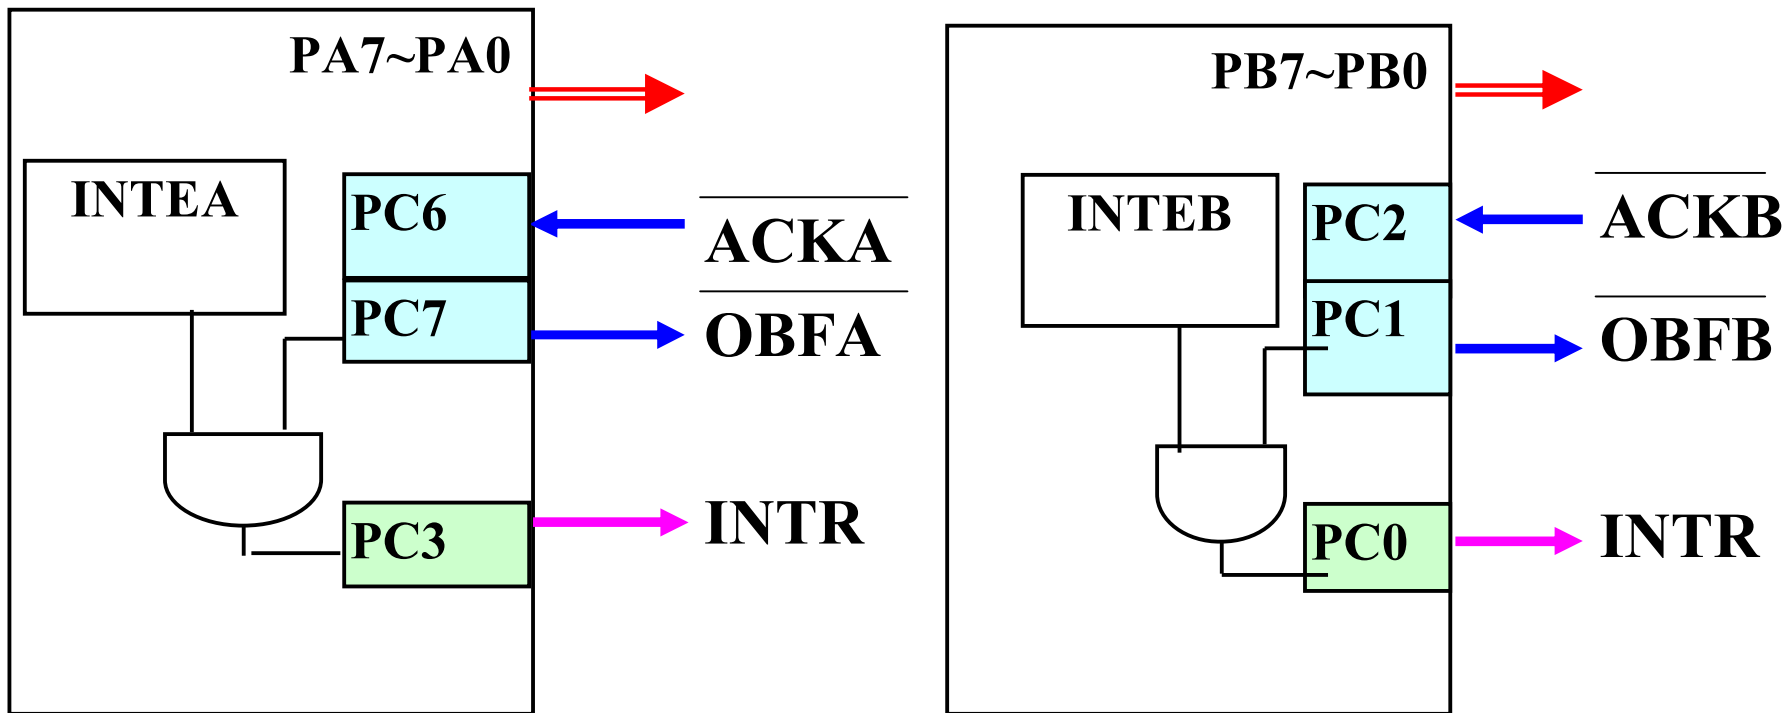 PA7~PA0
INTEA
PC6
ACKA
PC7
OBFA
PC3
INTR
PB7~PB0
INTEB
PC2
ACKB
PC1
OBFB
PC0
INTR